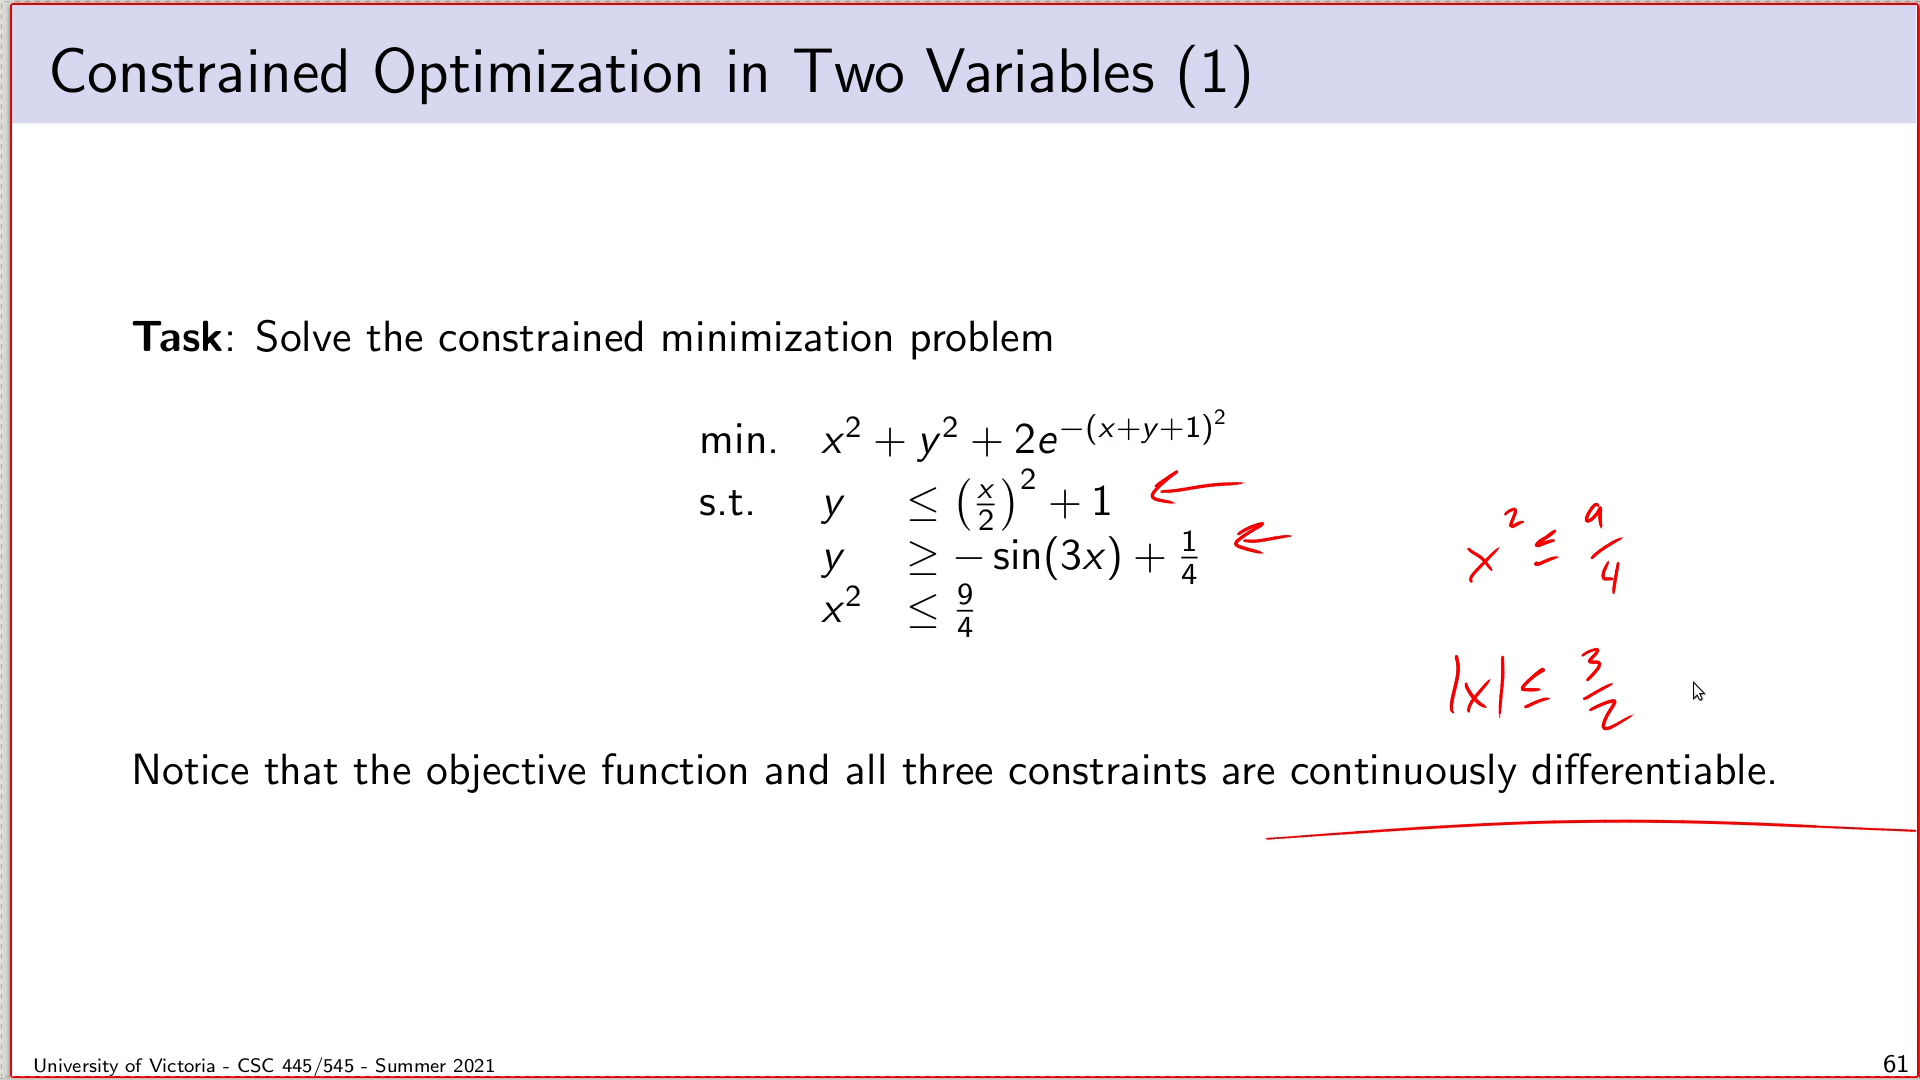 Constrained Optimization in Two Variables (1)
Task: Solve the constrained minimization problem
min. x² + y² + 2e^{−(x+y+1)²}
s.t. y ≤ (x/2)² + 1
y ≥ − sin(3x) + 1/4
x² ≤ 9/4
x² ≤ 9/4
|x| ≤ 3/2
Notice that the objective function and all three constraints are continuously differentiable.
University of Victoria - CSC 445/545 - Summer 2021
61